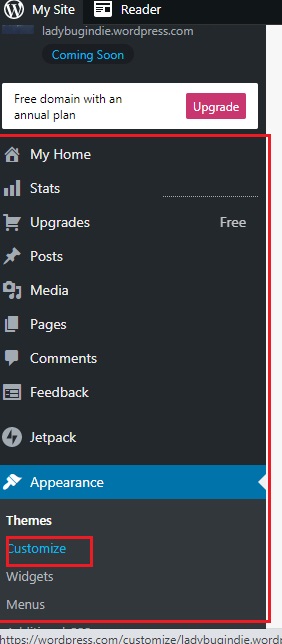 My Site Reader
ladybugindie.wordpress.com
Coming Soon
Free domain with an
annual plan
Upgrade
My Home
Stats
Upgrades Free
Posts
Media
Pages
Comments
Feedback
Jetpack
Appearance
Themes
Customize
Widgets
Menus
https://wordpress.com/customize/ladybugindie.wordp